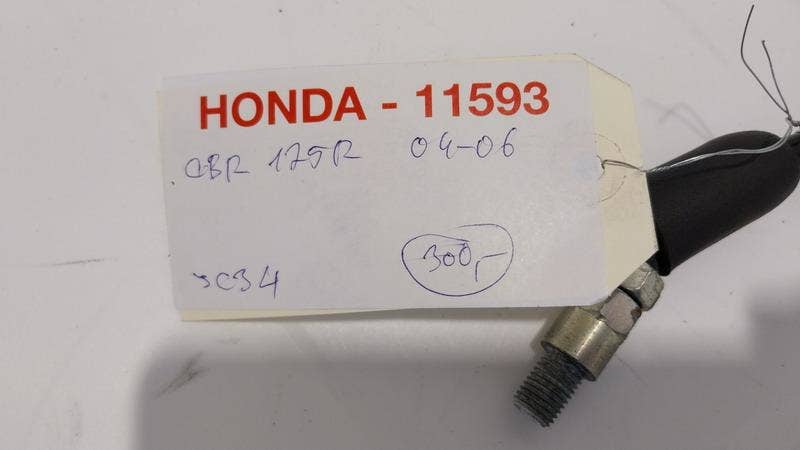 HONDA - 11593
CBR 125R 04-06
JC34
300,-